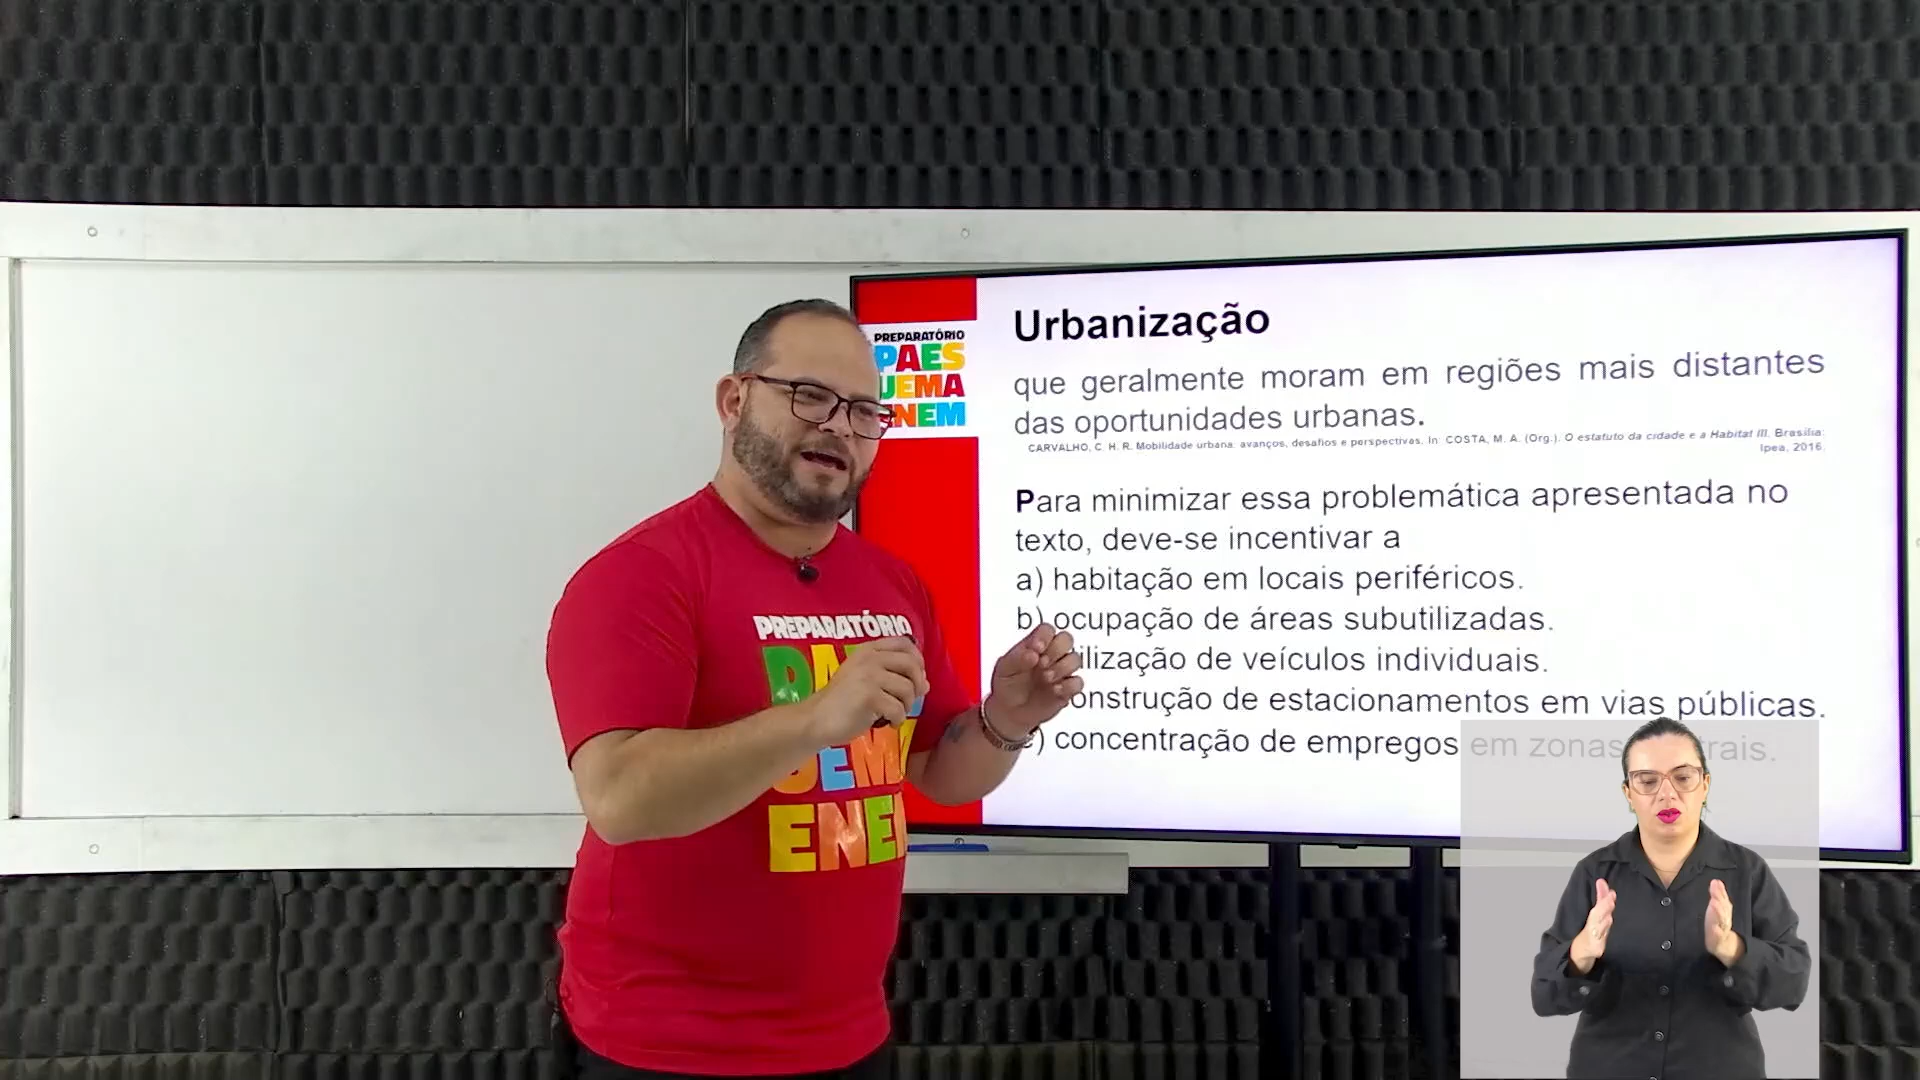 PREPARATÓRIO
PAES
UEMA
ENEM
Urbanização
que geralmente moram em regiões mais distantes
das oportunidades urbanas.
CARVALHO, C. H. R. Mobilidade urbana: avanços, desafios e perspectivas. In: COSTA, M. A. (Org.). O estatuto da cidade e a Habitat III. Brasília:
Ipea, 2016.
Para minimizar essa problemática apresentada no
texto, deve-se incentivar a
a) habitação em locais periféricos.
b) ocupação de áreas subutilizadas.
ilização de veículos individuais.
onstrução de estacionamentos em vias públicas.
e) concentração de empregos em zonas trais.
PREPARATÓRIO
UEMA
ENEM